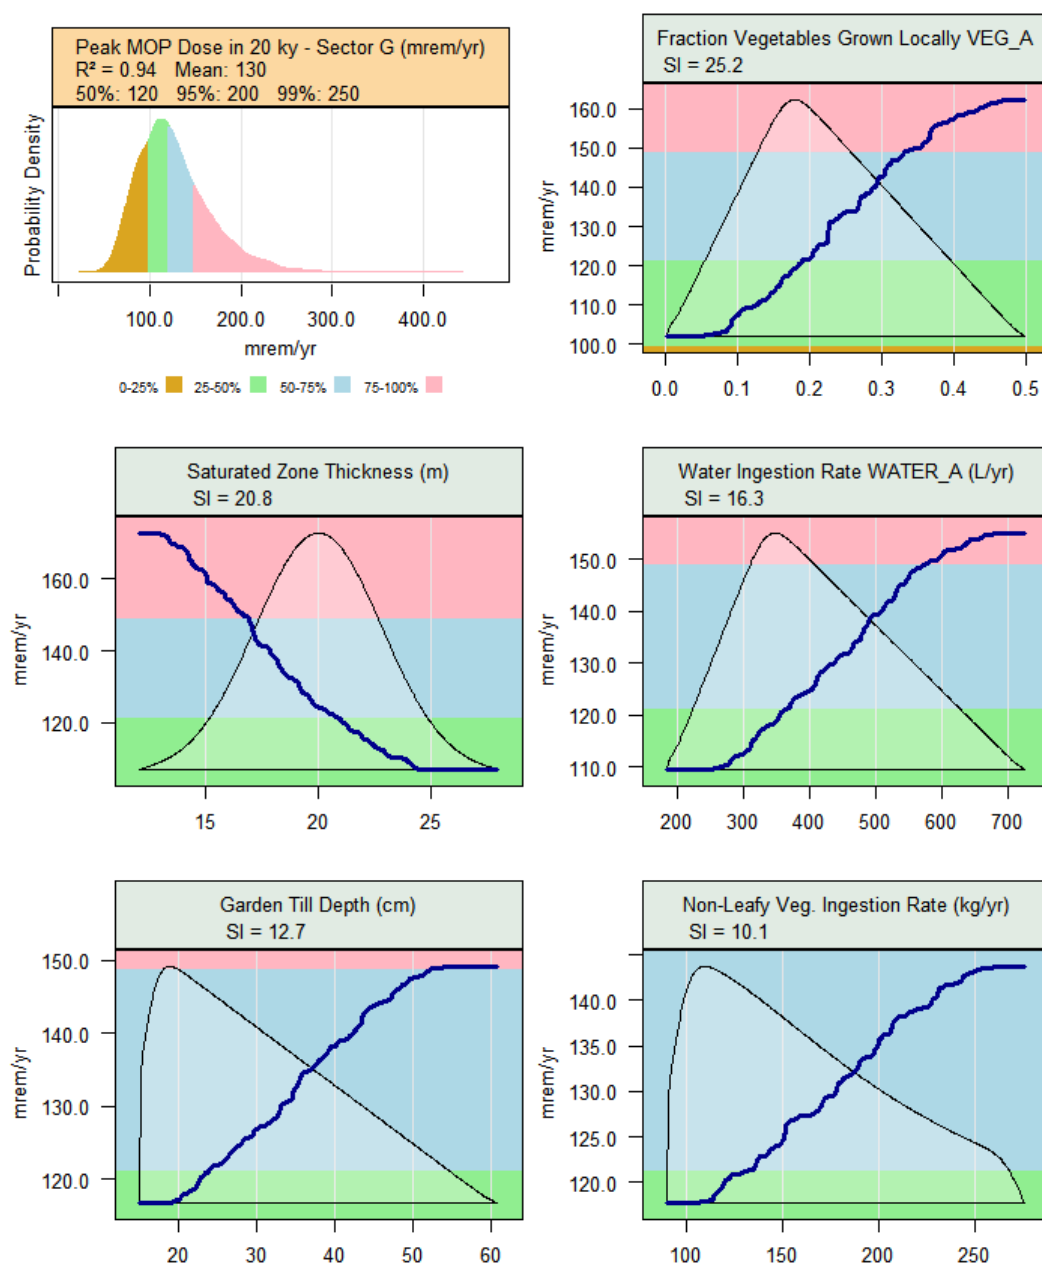 Peak MOP Dose in 20 ky - Sector G (mrem/yr)
R² = 0.94 Mean: 130
50%: 120 95%: 200 99%: 250
Probability Density
100.0 200.0 300.0 400.0
mrem/yr
0-25% 25-50% 50-75% 75-100%
Fraction Vegetables Grown Locally VEG_A
SI = 25.2
160.0
150.0
140.0
130.0
120.0
110.0
100.0
mrem/yr
0.0 0.1 0.2 0.3 0.4 0.5
Saturated Zone Thickness (m)
SI = 20.8
160.0
140.0
120.0
mrem/yr
15 20 25
Water Ingestion Rate WATER_A (L/yr)
SI = 16.3
150.0
140.0
130.0
120.0
110.0
mrem/yr
200 300 400 500 600 700
Garden Till Depth (cm)
SI = 12.7
150.0
140.0
130.0
120.0
mrem/yr
20 30 40 50 60
Non-Leafy Veg. Ingestion Rate (kg/yr)
SI = 10.1
140.0
135.0
130.0
125.0
120.0
mrem/yr
100 150 200 250